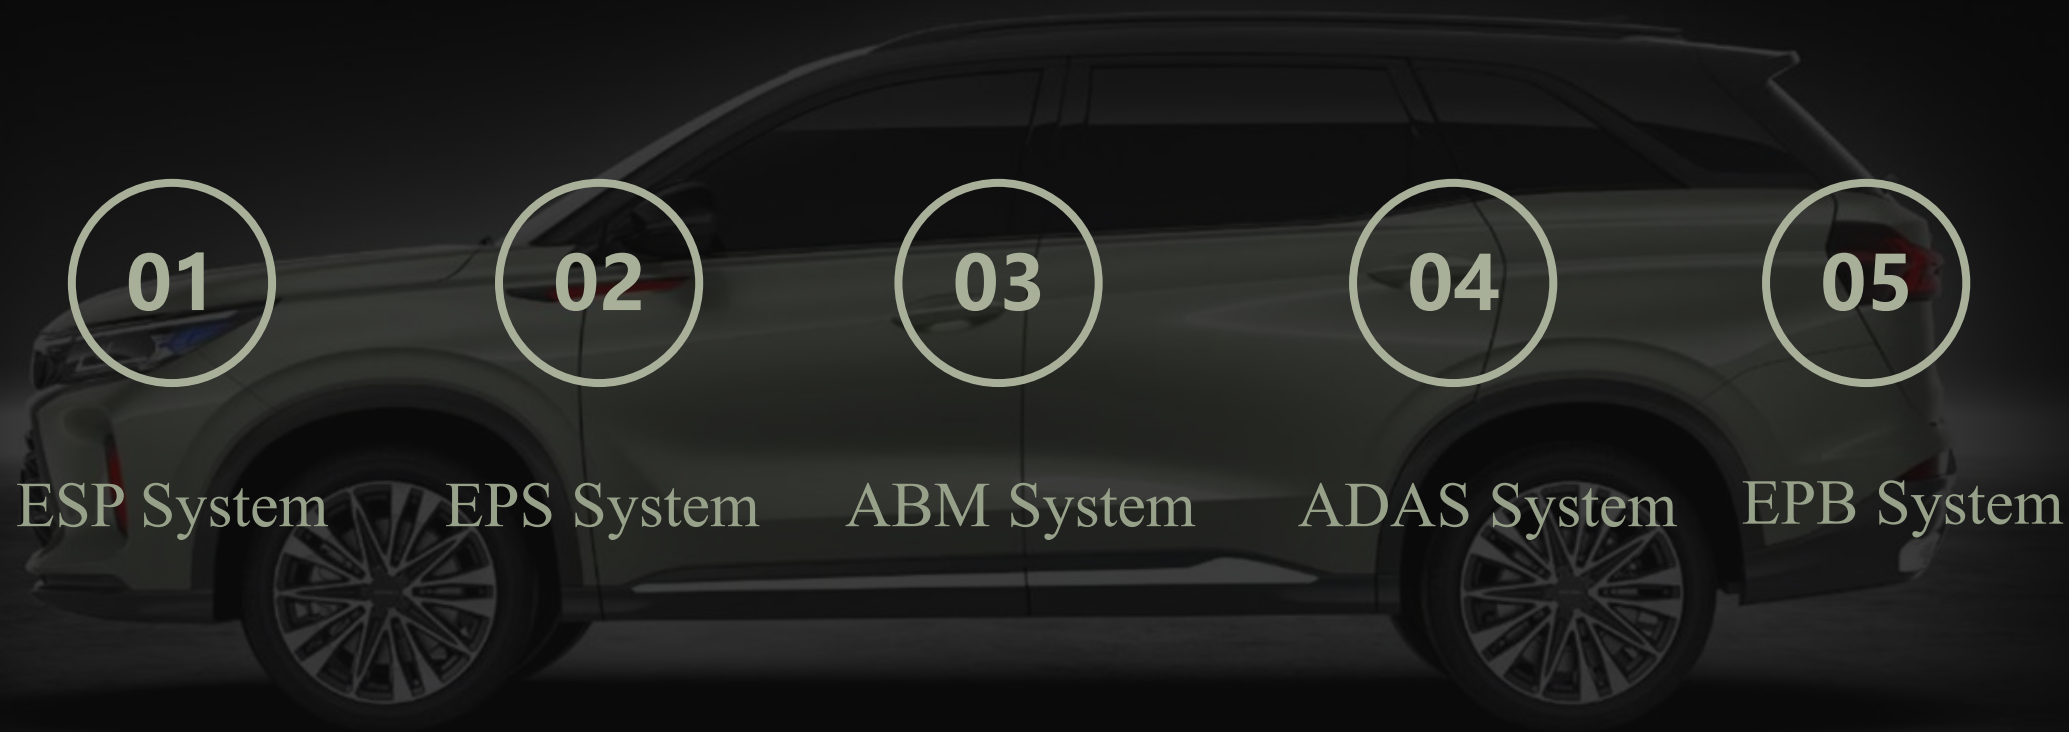 01
02
03
04
05
ESP System
EPS System
ABM System
ADAS System
EPB System